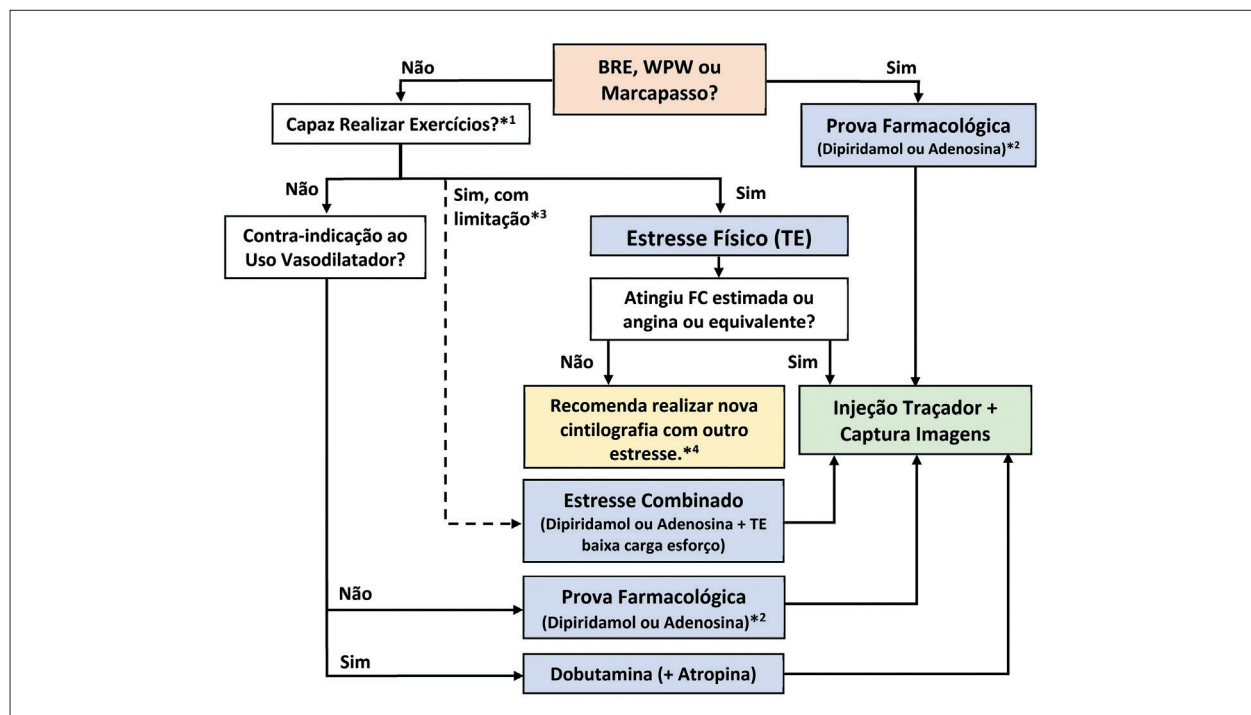 BRE, WPW ou
Marcapasso?
Não
Sim
Capaz Realizar Exercícios?*1
Prova Farmacológica
(Dipiridamol ou Adenosina)*2
Não
Sim, com
limitação*3
Sim
Contra-indicação ao
Uso Vasodilatador?
Estresse Físico (TE)
Atingiu FC estimada ou
angina ou equivalente?
Não
Sim
Recomenda realizar nova
cintilografia com outro
estresse.*4
Injeção Traçador +
Captura Imagens
Estresse Combinado
(Dipiridamol ou Adenosina + TE
baixa carga esforço)
Não
Prova Farmacológica
(Dipiridamol ou Adenosina)*2
Sim
Dobutamina (+ Atropina)